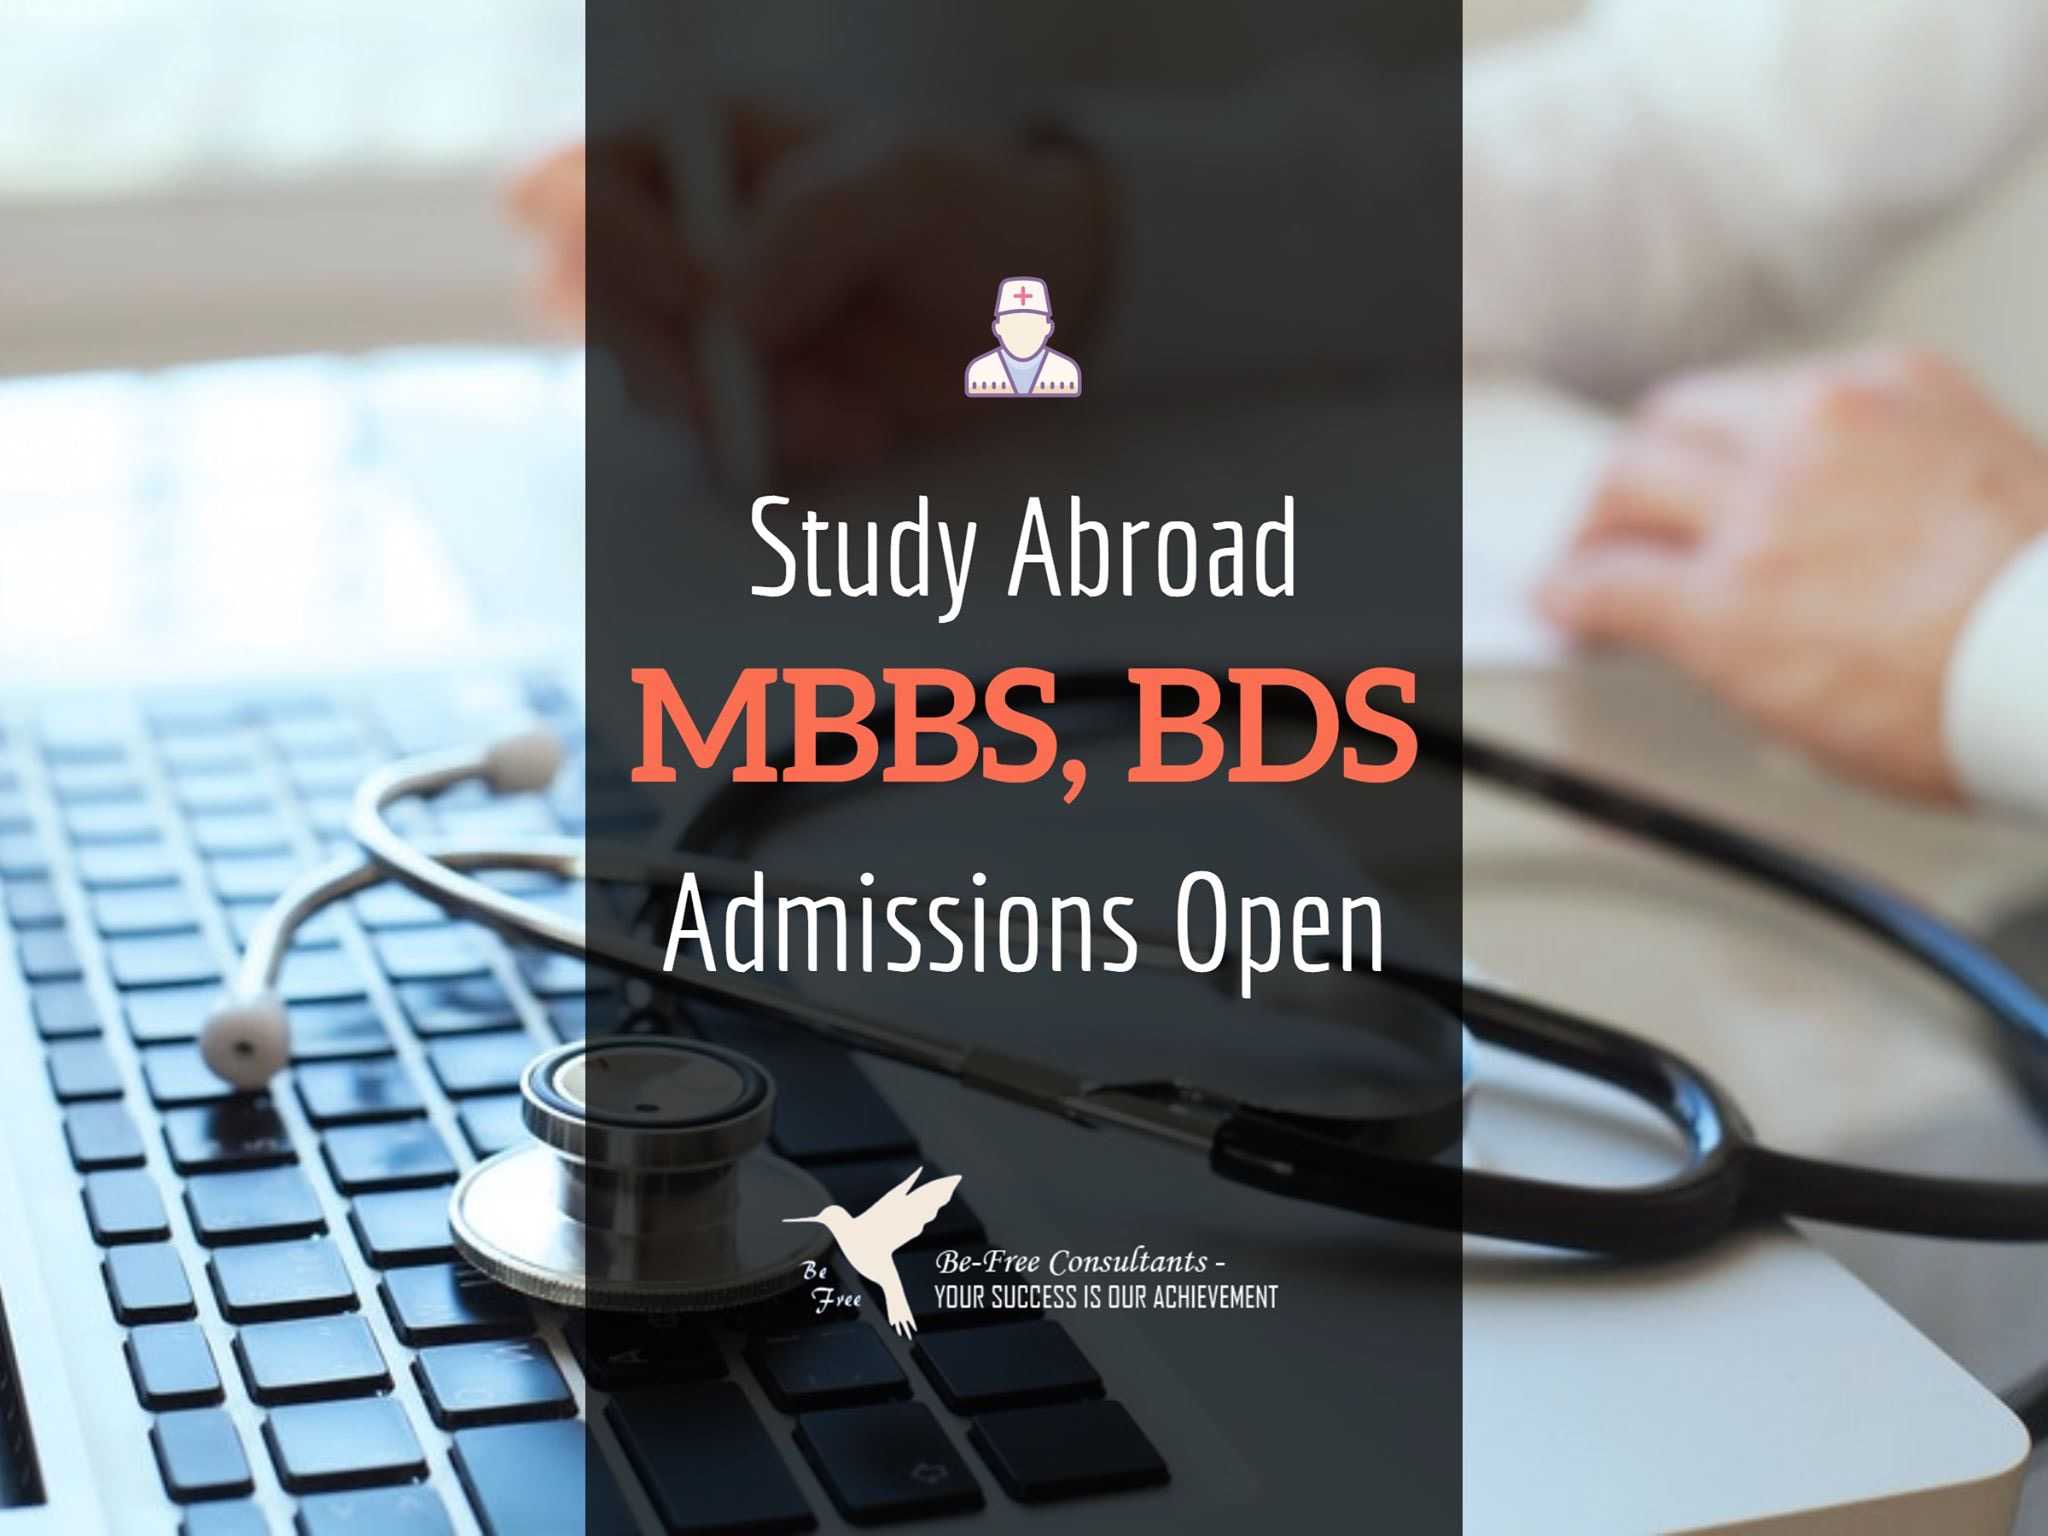 Study Abroad
MBBS, BDS
Admissions Open
Be
Free
Be-Free Consultants -
YOUR SUCCESS IS OUR ACHIEVEMENT